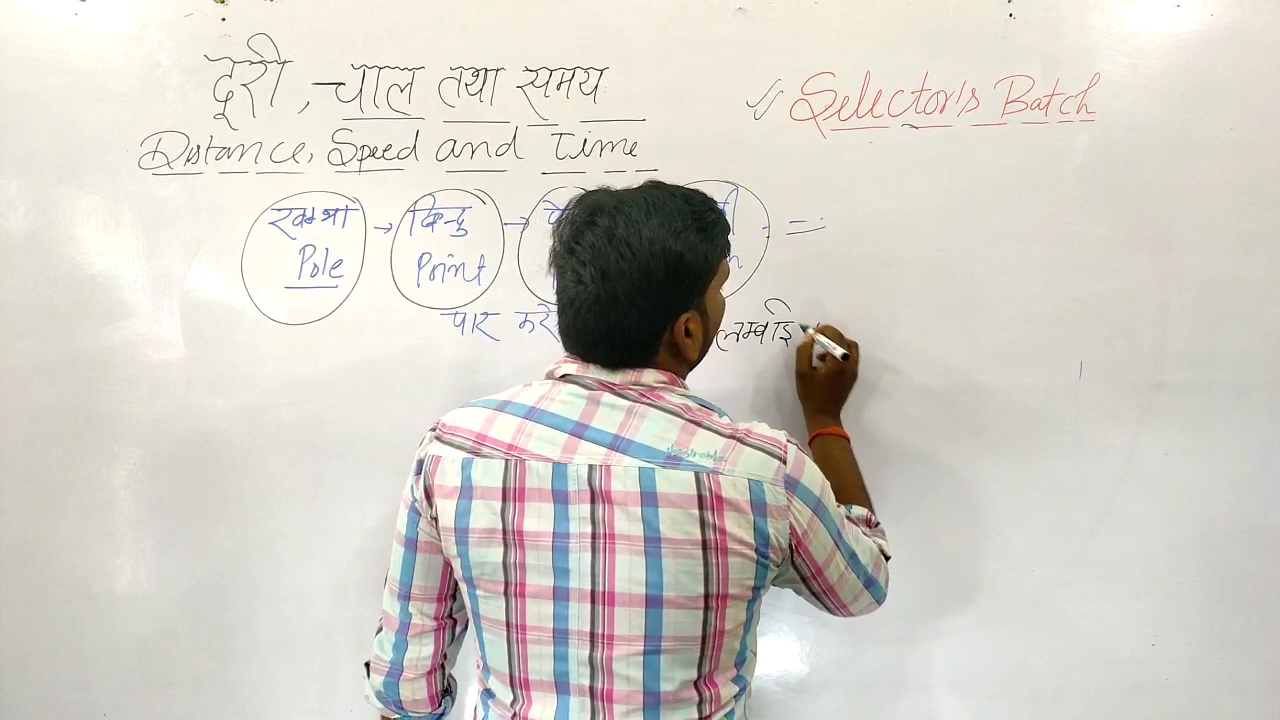 दूरी, चाल तथा समय
Distance, Speed and Time
Selector's Batch
खम्भा → बिन्दु → =
Pole Point
पार करे लम्बाई